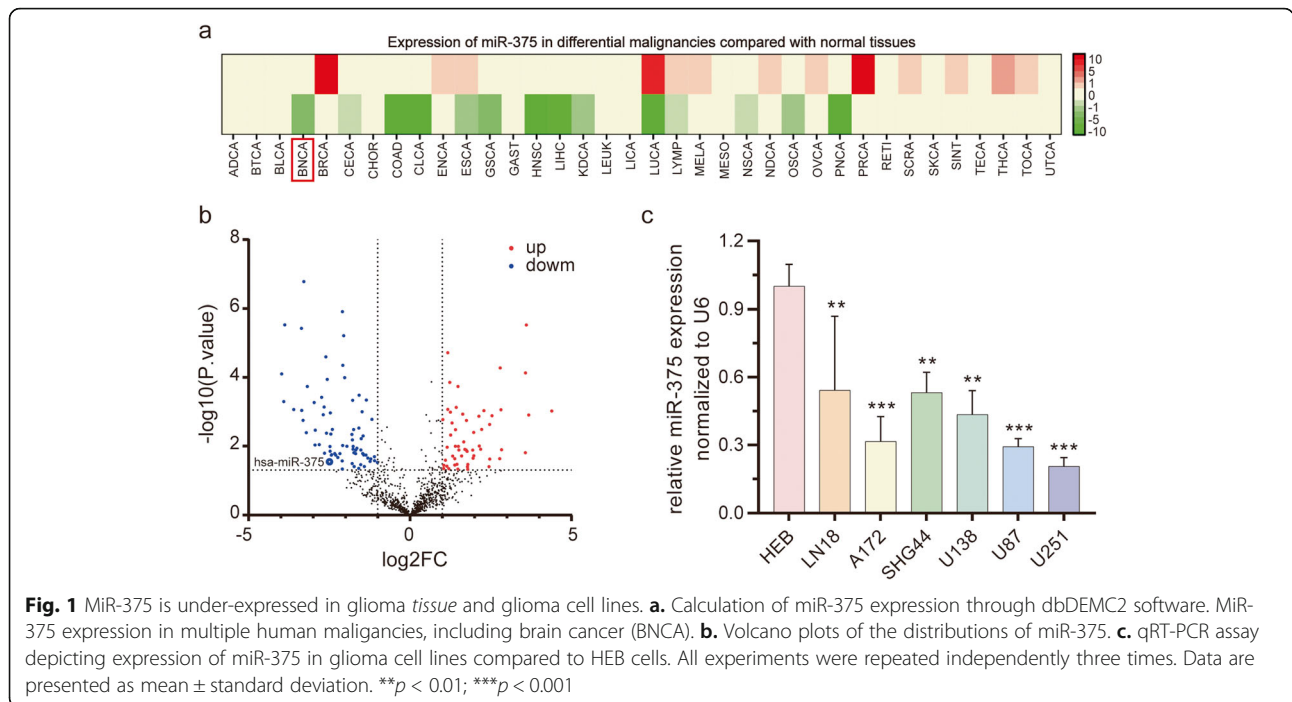 a
Expression of miR-375 in differential malignancies compared with normal tissues
10
5
1
0
-1
-5
-10
ADCA
BTCA
BLCA
BNCA
BRCA
CECA
CHOR
COAD
CLCA
ENCA
ESCA
GSCA
GAST
HNSC
LIHC
KDCA
LEUK
LICA
LUCA
LYMP
MELA
MESO
NSCA
NDCA
OSCA
OVCA
PNCA
PRCA
RETI
SCRA
SKCA
SINT
TECA
THCA
TOCA
UTCA
b
8
6
4
2
0
-log10(P.value)
up
dowm
hsa-miR-375
-5
0
5
log2FC
c
relative miR-375 expression
normalized to U6
1.2
0.9
0.6
0.3
0.0
**
***
**
**
***
***
HEB
LN18
A172
SHG44
U138
U87
U251
Fig. 1 MiR-375 is under-expressed in glioma tissue and glioma cell lines. a. Calculation of miR-375 expression through dbDEMC2 software. MiR-
375 expression in multiple human maligancies, including brain cancer (BNCA). b. Volcano plots of the distributions of miR-375. c. qRT-PCR assay
depicting expression of miR-375 in glioma cell lines compared to HEB cells. All experiments were repeated independently three times. Data are
presented as mean ± standard deviation. **p < 0.01; ***p < 0.001